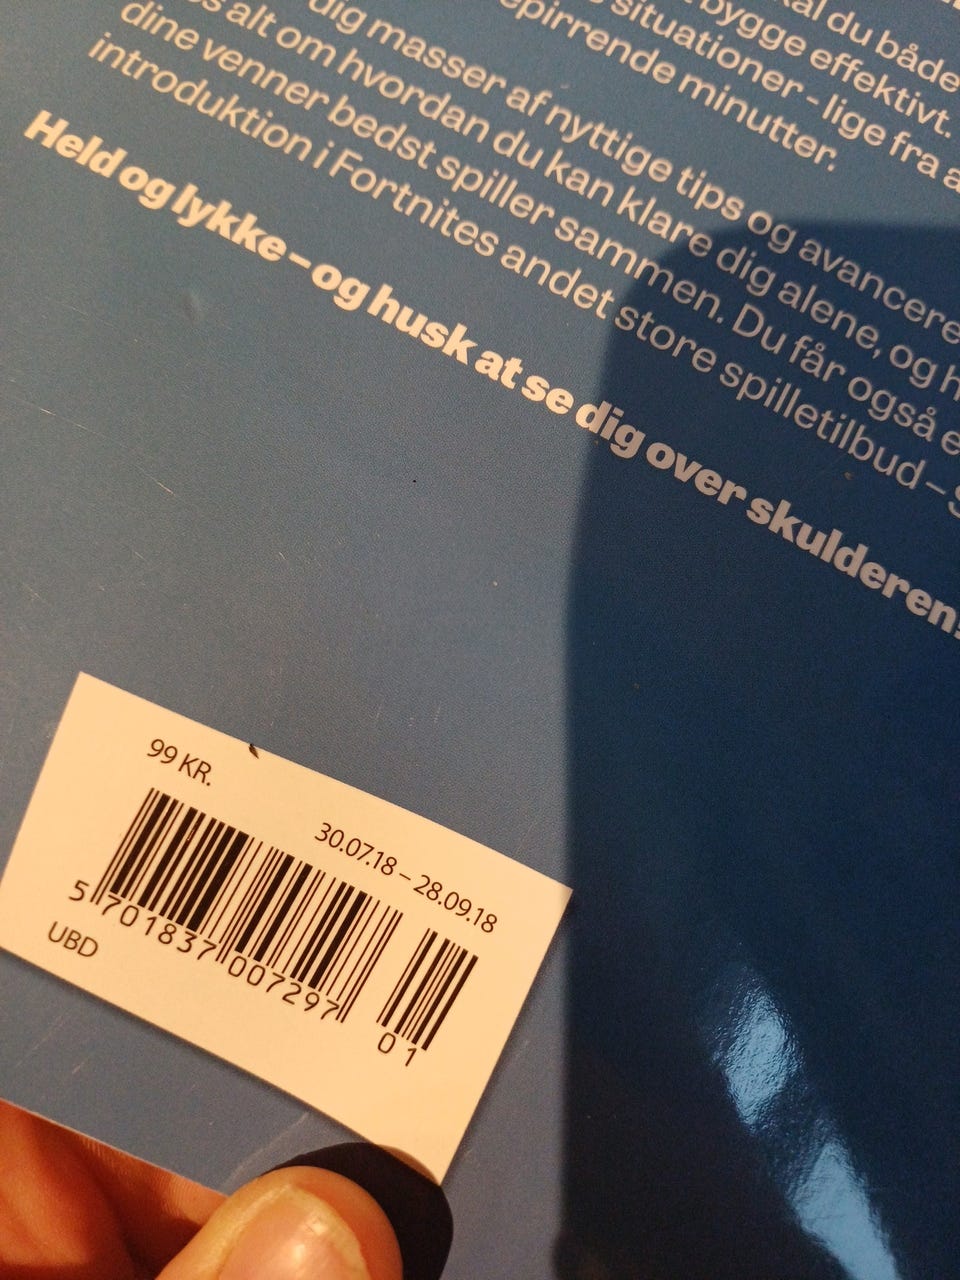 kal du både
bygge effektivt.
situationer - lige fra
epirrende minutter.
dig masser af nyttige tips og avancere
alt om hvordan du kan klare dig alene, og h
dine venner bedst spiller sammen. Du får også e
introduktion i Fortnites andet store spilletilbud – S
Held og lykke – og husk at se dig over skulderen!
99 KR.
30.07.18 – 28.09.18
5 701837 007297
01
UBD